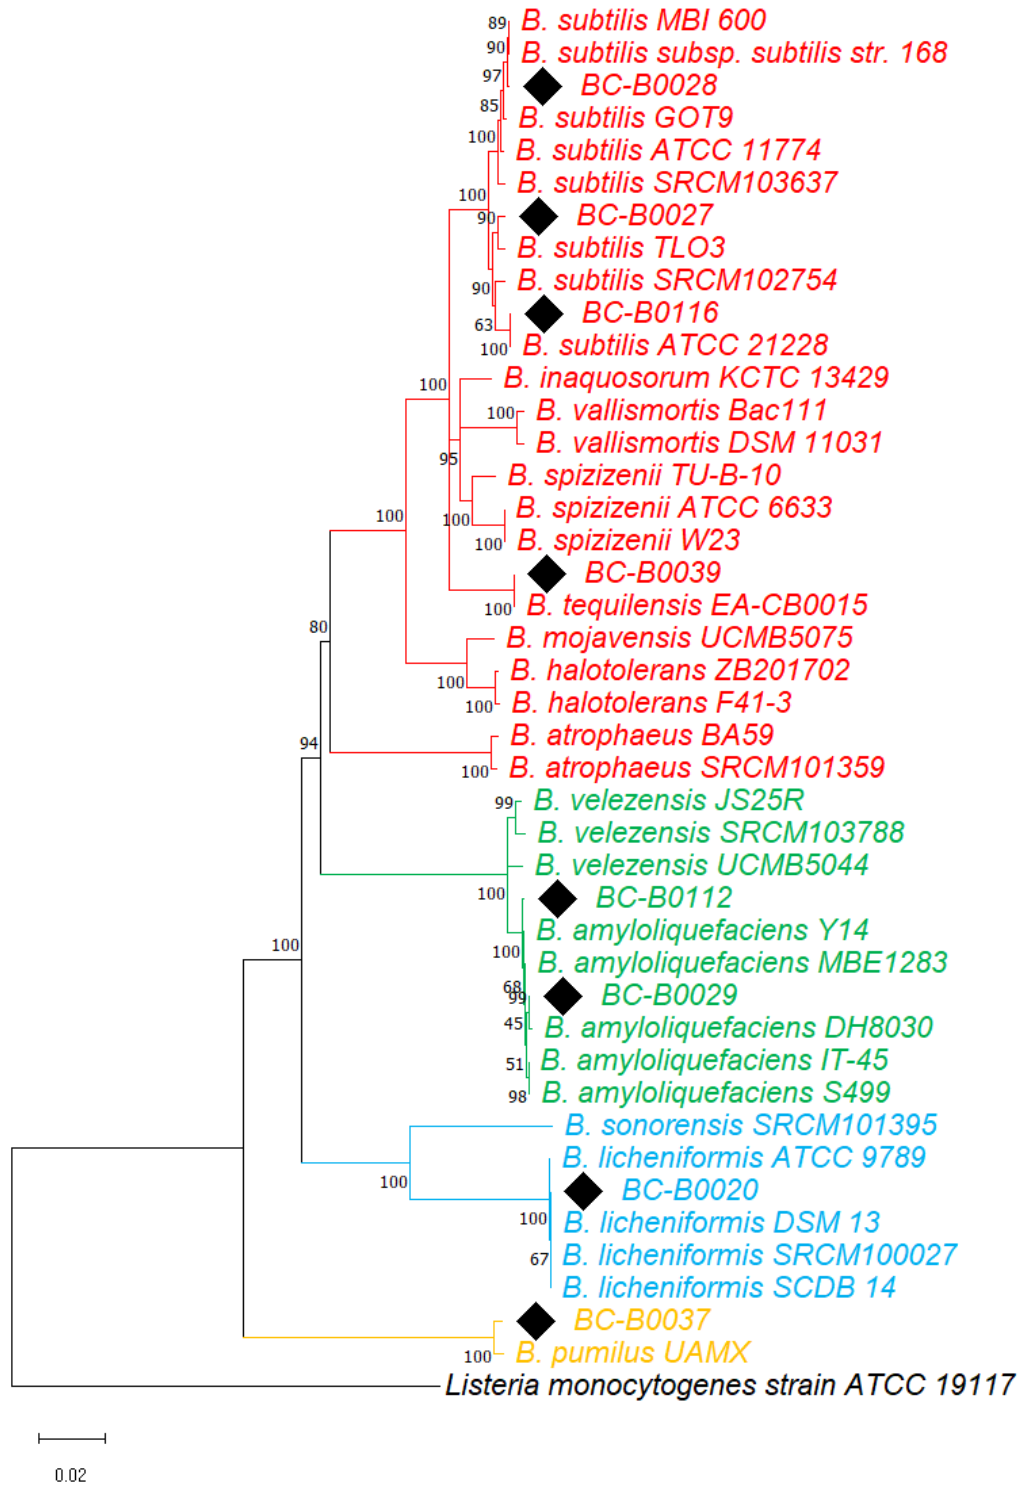 89
B. subtilis MBI 600
90
B. subtilis subsp. subtilis str. 168
97
BC-B0028
85
B. subtilis GOT9
100
B. subtilis ATCC 11774
B. subtilis SRCM103637
100
90
BC-B0027
B. subtilis TLO3
B. subtilis SRCM102754
90
BC-B0116
63
100
B. subtilis ATCC 21228
B. inaquosorum KCTC 13429
100
100
B. vallismortis Bac111
B. vallismortis DSM 11031
95
B. spizizenii TU-B-10
B. spizizenii ATCC 6633
100
100
100
B. spizizenii W23
BC-B0039
100
B. tequilensis EA-CB0015
80
B. mojavensis UCMB5075
B. halotolerans ZB201702
100
100
B. halotolerans F41-3
94
B. atrophaeus BA59
100
B. atrophaeus SRCM101359
99
B. velezensis JS25R
B. velezensis SRCM103788
B. velezensis UCMB5044
100
BC-B0112
B. amyloliquefaciens Y14
100
100
B. amyloliquefaciens MBE1283
68
99
BC-B0029
45
B. amyloliquefaciens DH8030
51
B. amyloliquefaciens IT-45
98
B. amyloliquefaciens S499
B. sonorensis SRCM101395
B. licheniformis ATCC 9789
100
BC-B0020
100
B. licheniformis DSM 13
67
B. licheniformis SRCM100027
B. licheniformis SCDB 14
BC-B0037
100
B. pumilus UAMX
Listeria monocytogenes strain ATCC 19117
0.02